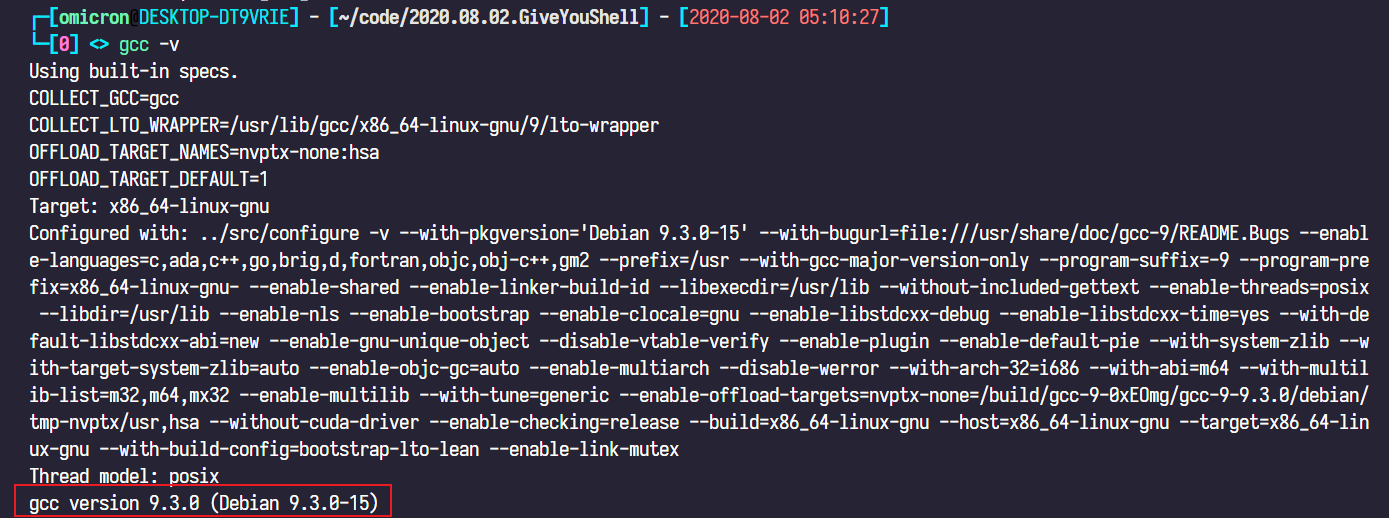 ┌─[omicron@DESKTOP-DT9VRIE] - [~/code/2020.08.02.GiveYouShell] - [2020-08-02 05:10:27]
└─[0] <> gcc -v
Using built-in specs.
COLLECT_GCC=gcc
COLLECT_LTO_WRAPPER=/usr/lib/gcc/x86_64-linux-gnu/9/lto-wrapper
OFFLOAD_TARGET_NAMES=nvptx-none:hsa
OFFLOAD_TARGET_DEFAULT=1
Target: x86_64-linux-gnu
Configured with: ../src/configure -v --with-pkgversion='Debian 9.3.0-15' --with-bugurl=file:///usr/share/doc/gcc-9/README.Bugs --enabl
e-languages=c,ada,c++,go,brig,d,fortran,objc,obj-c++,gm2 --prefix=/usr --with-gcc-major-version-only --program-suffix=-9 --program-pre
fix=x86_64-linux-gnu- --enable-shared --enable-linker-build-id --libexecdir=/usr/lib --without-included-gettext --enable-threads=posix
 --libdir=/usr/lib --enable-nls --enable-bootstrap --enable-clocale=gnu --enable-libstdcxx-debug --enable-libstdcxx-time=yes --with-de
fault-libstdcxx-abi=new --enable-gnu-unique-object --disable-vtable-verify --enable-plugin --enable-default-pie --with-system-zlib --w
ith-target-system-zlib=auto --enable-objc-gc=auto --enable-multiarch --disable-werror --with-arch-32=i686 --with-abi=m64 --with-multil
ib-list=m32,m64,mx32 --enable-multilib --with-tune=generic --enable-offload-targets=nvptx-none=/build/gcc-9-0xEOmg/gcc-9-9.3.0/debian/
tmp-nvptx/usr,hsa --without-cuda-driver --enable-checking=release --build=x86_64-linux-gnu --host=x86_64-linux-gnu --target=x86_64-lin
ux-gnu --with-build-config=bootstrap-lto-lean --enable-link-mutex
Thread model: posix
gcc version 9.3.0 (Debian 9.3.0-15)